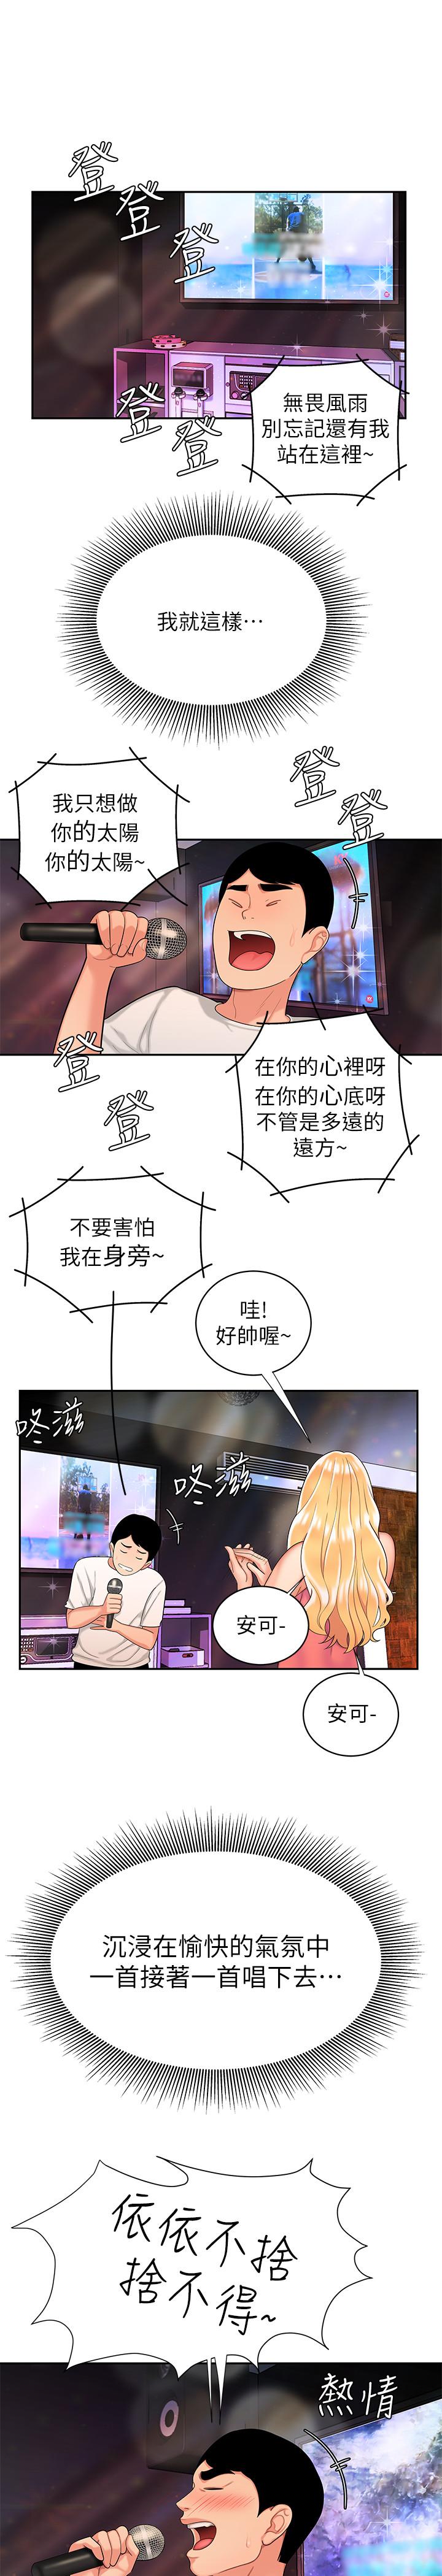 登
登
登
登
登
無畏風雨
別忘記還有我
站在這裡~
我就這樣…
登
登
我只想做
你的太陽
你的太陽~
登
登
在你的心裡呀
在你的心底呀
不管是多遠的
遠方~
不要害怕
我在身旁~
哇!
好帥喔~
咚滋
咚滋
安可-
安可-
沉浸在愉快的氣氛中
一首接著一首唱下去…
依依不捨
捨不得~
熱情